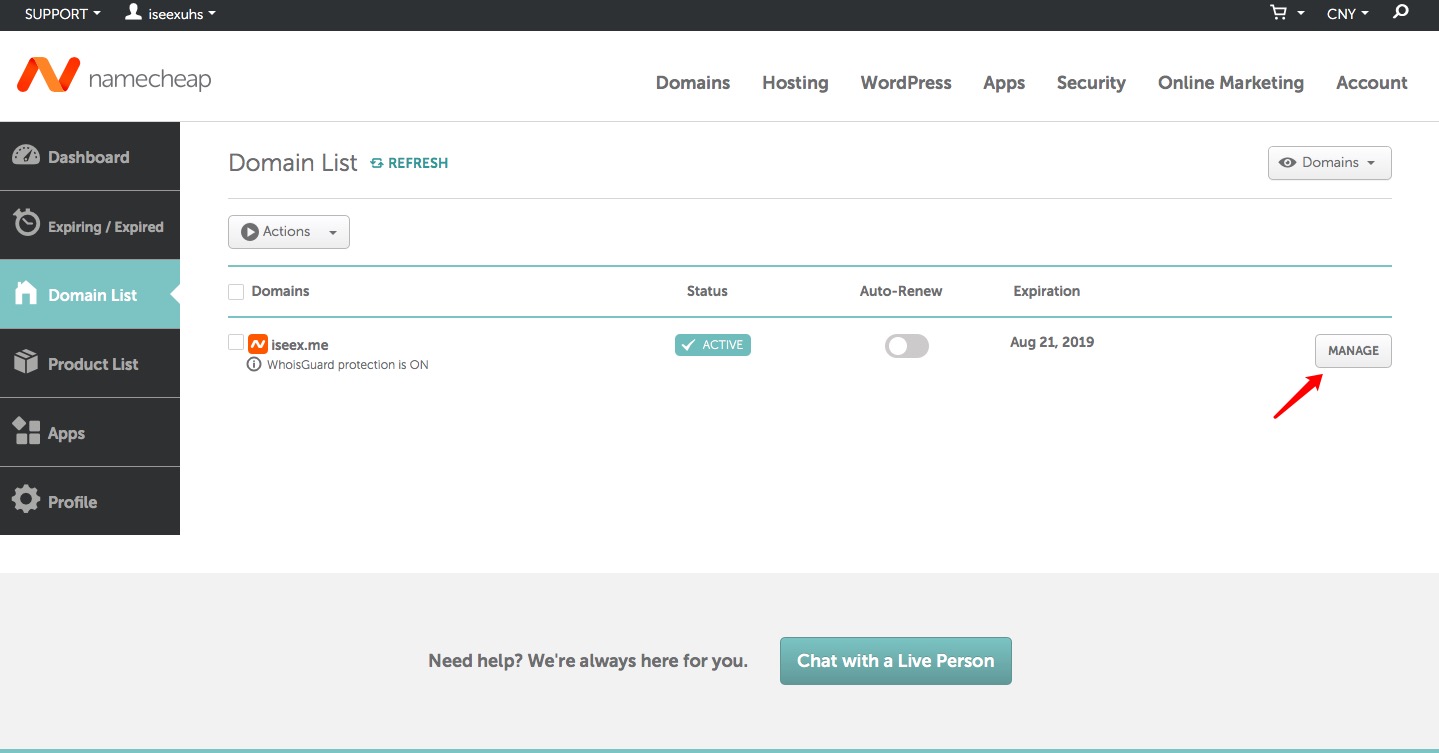 SUPPORT iseexuhs CNY
namecheap
Domains Hosting WordPress Apps Security Online Marketing Account
Dashboard
Expiring / Expired
Domain List
Product List
Apps
Profile
Domain List REFRESH Domains
Actions
Domains Status Auto-Renew Expiration
iseex.me ACTIVE Aug 21, 2019 MANAGE
WhoisGuard protection is ON
Need help? We're always here for you. Chat with a Live Person